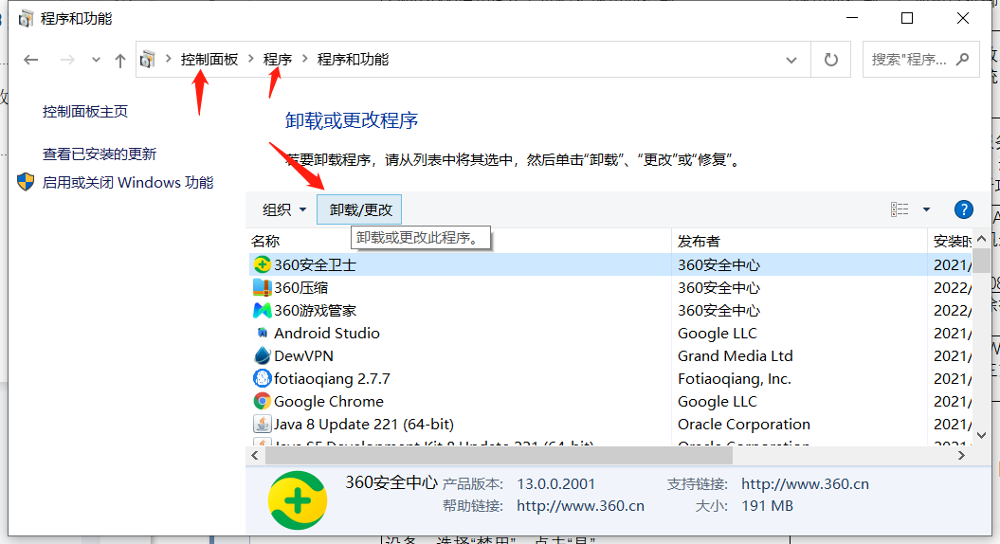 程序和功能
控制面板 程序 程序和功能 搜索"程序...
控制面板主页
卸载或更改程序
查看已安装的更新
若要卸载程序，请从列表中将其选中，然后单击“卸载”、“更改”或“修复”。
启用或关闭 Windows 功能
组织 卸载/更改 ?
卸载或更改此程序。
名称 发布者 安装时
360安全卫士 360安全中心 2021/
360压缩 360安全中心 2022/
360游戏管家 360安全中心 2022/
Android Studio Google LLC 2021/
DewVPN Grand Media Ltd 2021/
fotiaoqiang 2.7.7 Fotiaoqiang, Inc. 2021/
Google Chrome Google LLC 2021/
Java 8 Update 221 (64-bit) Oracle Corporation 2021/
Java SE Development Kit 8 Update 221 (64-bit) Oracle Corporation 2021/
360安全中心 产品版本: 13.0.0.2001 支持链接: http://www.360.cn
帮助链接: http://www.360.cn 大小: 191 MB
设备，选择“禁用”，点击“是”